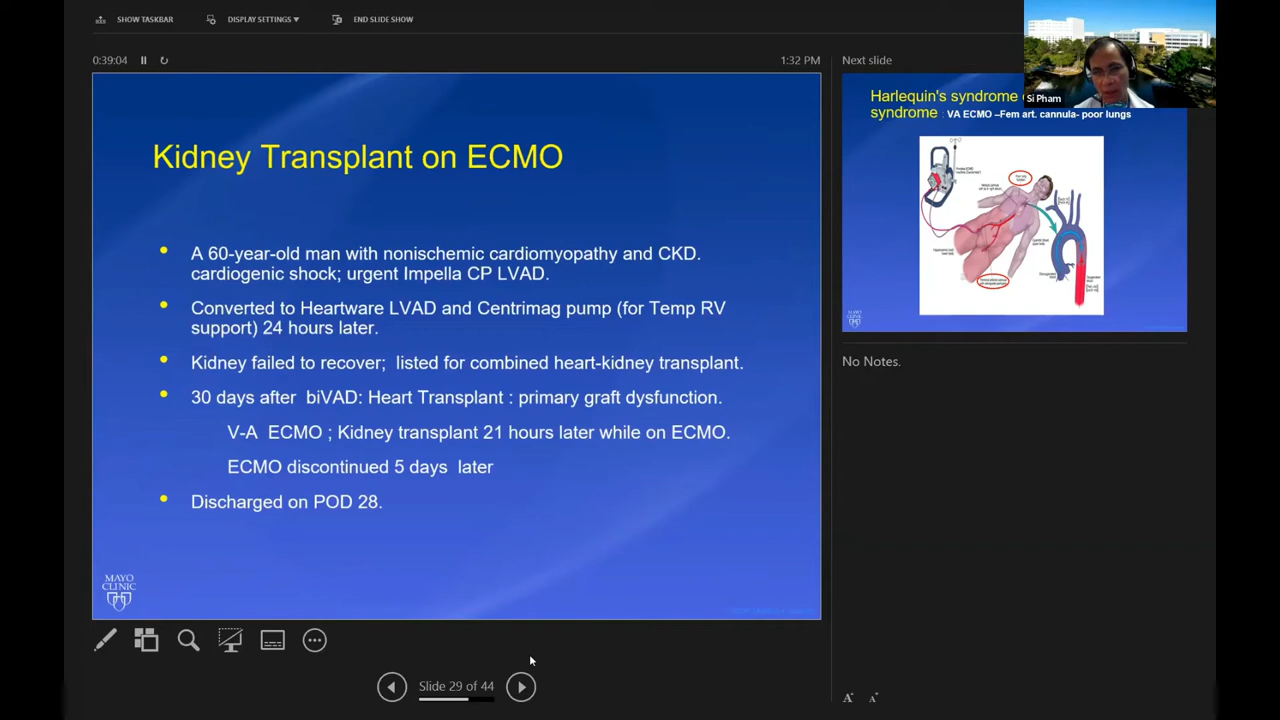 SHOW TASKBAR
DISPLAY SETTINGS ▾
END SLIDE SHOW
0:39:04
1:32 PM
Next slide
Si Pham
Kidney Transplant on ECMO
• A 60-year-old man with nonischemic cardiomyopathy and CKD.
cardiogenic shock; urgent Impella CP LVAD.
• Converted to Heartware LVAD and Centrimag pump (for Temp RV
support) 24 hours later.
• Kidney failed to recover; listed for combined heart-kidney transplant.
• 30 days after biVAD: Heart Transplant : primary graft dysfunction.
V-A ECMO ; Kidney transplant 21 hours later while on ECMO.
ECMO discontinued 5 days later
• Discharged on POD 28.
MAYO
CLINIC
Harlequin's syndrome
syndrome : VA ECMO –Fem art. cannula- poor lungs
No Notes.
Slide 29 of 44
A
A